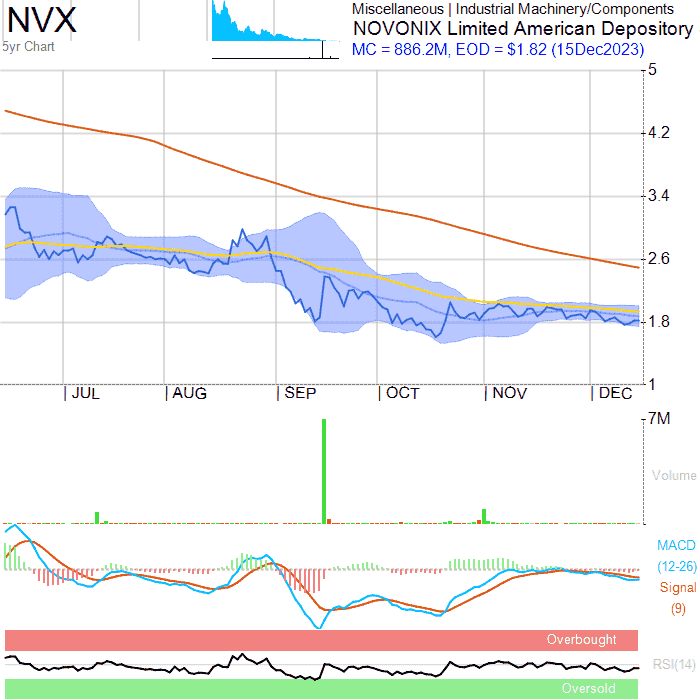 NVX
5yr Chart
Miscellaneous | Industrial Machinery/Components
NOVONIX Limited American Depository
MC = 886.2M, EOD = $1.82 (15Dec2023)
5
4.2
3.4
2.6
1.8
1
JUL AUG SEP OCT NOV DEC
7M
Volume
MACD
(12-26)
Signal
(9)
Overbought
RSI(14)
Oversold